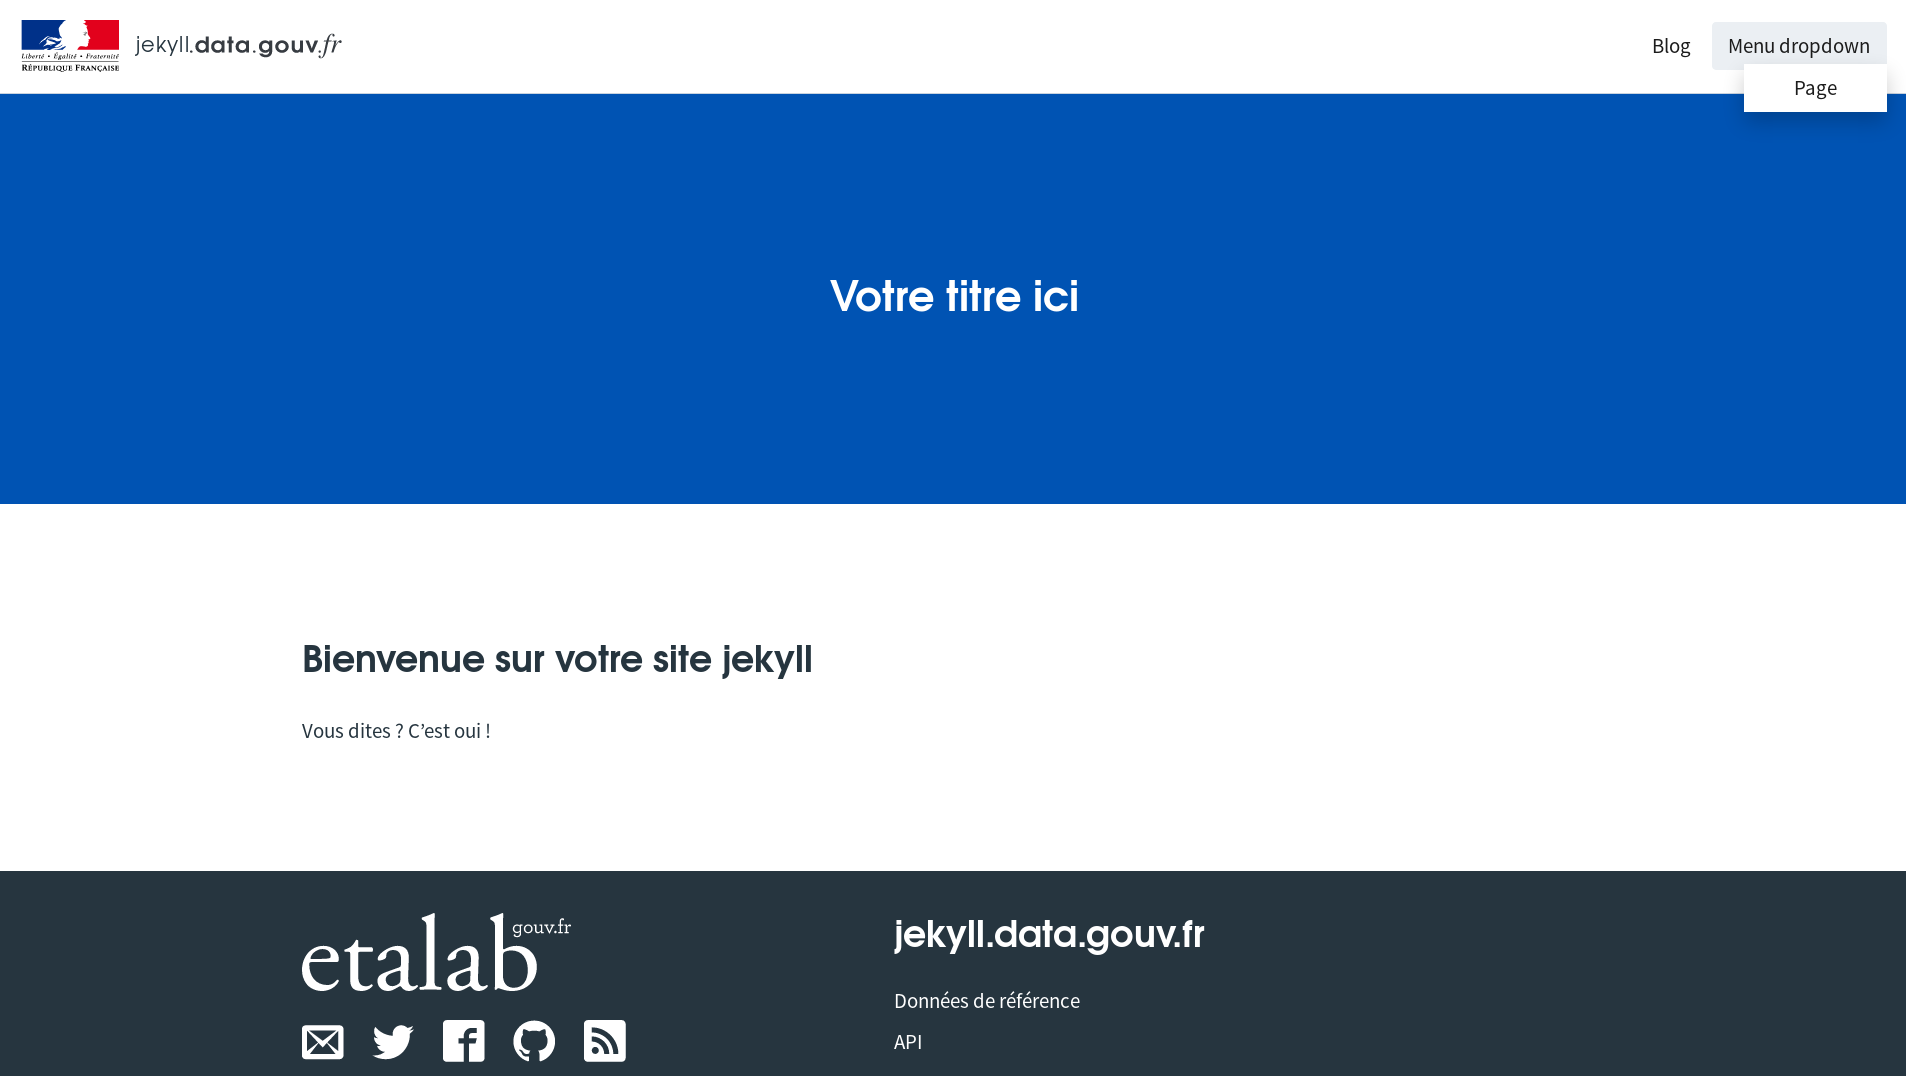 Liberté • Égalité • Fraternité
RÉPUBLIQUE FRANÇAISE
jekyll.data.gouv.fr
Blog
Menu dropdown
Page
Votre titre ici
Bienvenue sur votre site jekyll
Vous dites ? C’est oui !
etalab gouv.fr
jekyll.data.gouv.fr
Données de référence
API